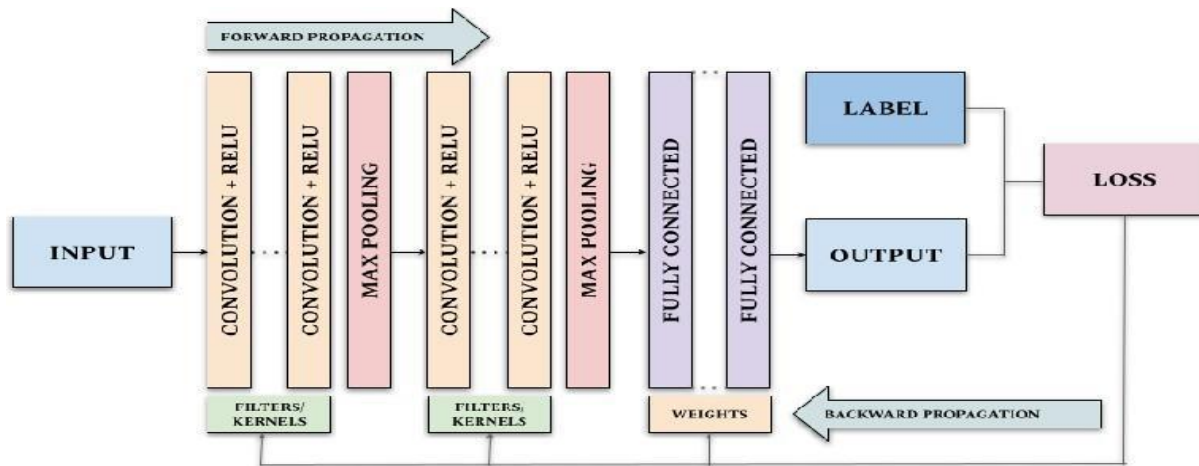 FORWARD PROPAGATION
CONVOLUTION + RELU
CONVOLUTION + RELU
MAX POOLING
CONVOLUTION + RELU
CONVOLUTION + RELU
MAX POOLING
FULLY CONNECTED
FULLY CONNECTED
LABEL
LOSS
INPUT
OUTPUT
FILTERS/
KERNELS
FILTERS/
KERNELS
WEIGHTS
BACKWARD PROPAGATION